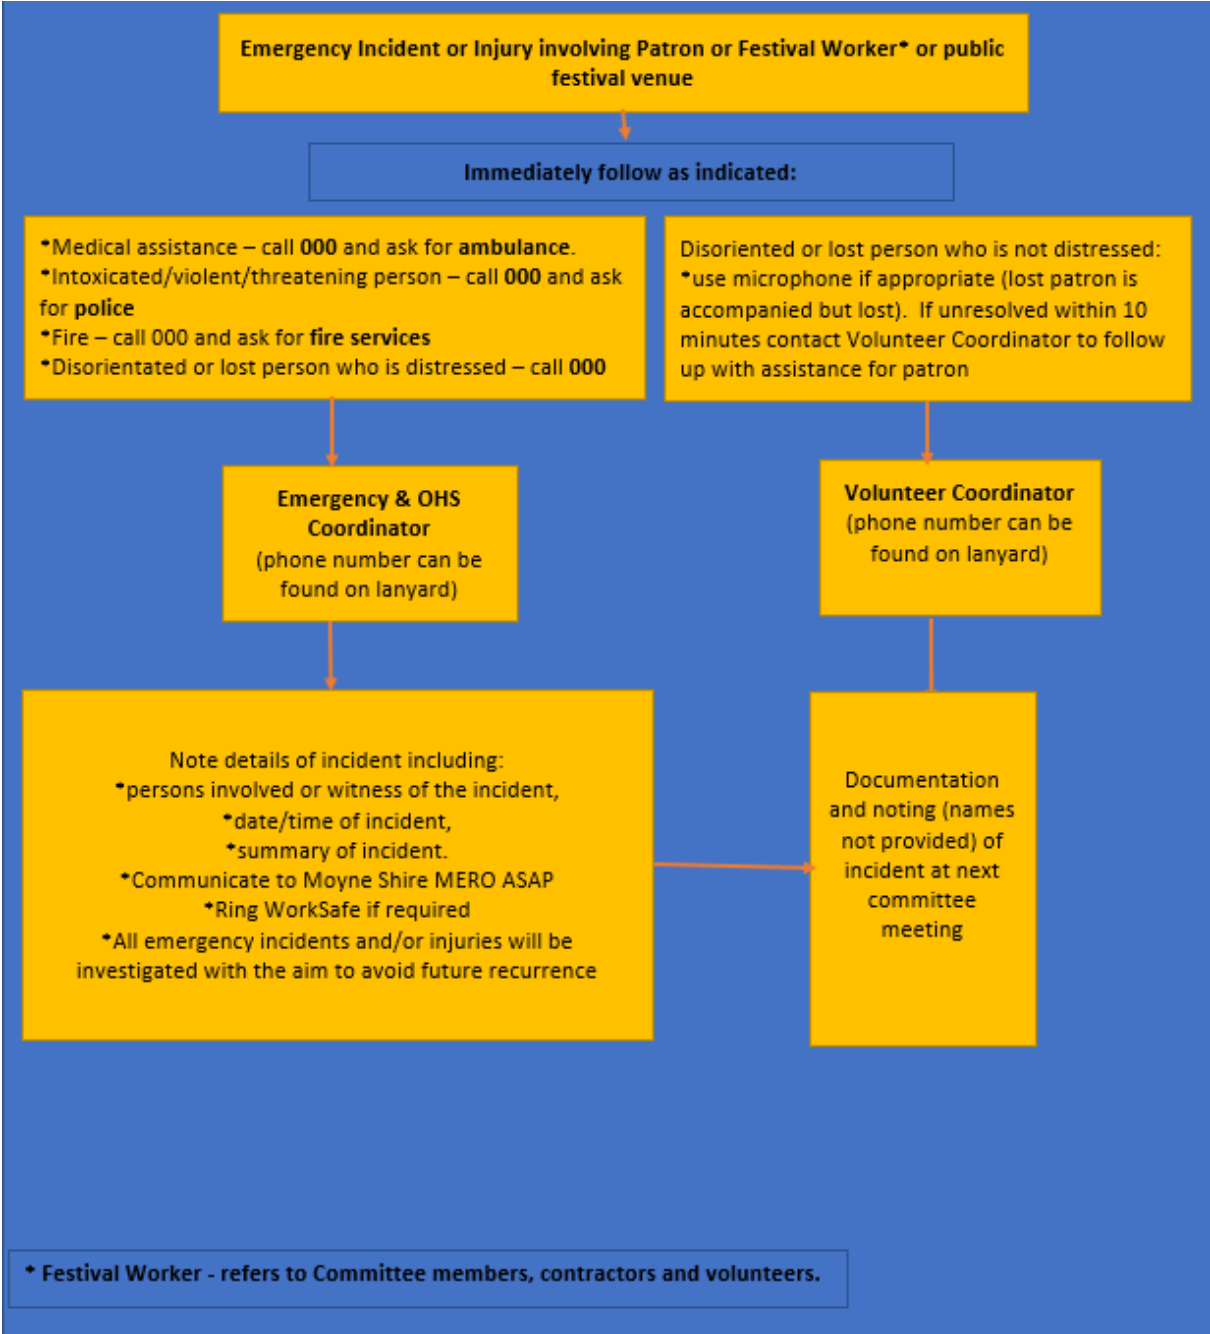 Emergency Incident or Injury involving Patron or Festival Worker* or public
festival venue
Immediately follow as indicated:
*Medical assistance – call 000 and ask for ambulance.
*Intoxicated/violent/threatening person – call 000 and ask
for police
*Fire – call 000 and ask for fire services
*Disorientated or lost person who is distressed – call 000
Disoriented or lost person who is not distressed:
*use microphone if appropriate (lost patron is
accompanied but lost). If unresolved within 10
minutes contact Volunteer Coordinator to follow
up with assistance for patron
Emergency & OHS
Coordinator
(phone number can be
found on lanyard)
Volunteer Coordinator
(phone number can be
found on lanyard)
Note details of incident including:
*persons involved or witness of the incident,
*date/time of incident,
*summary of incident.
*Communicate to Moyne Shire MERO ASAP
*Ring WorkSafe if required
*All emergency incidents and/or injuries will be
investigated with the aim to avoid future recurrence
Documentation
and noting (names
not provided) of
incident at next
committee
meeting
* Festival Worker - refers to Committee members, contractors and volunteers.